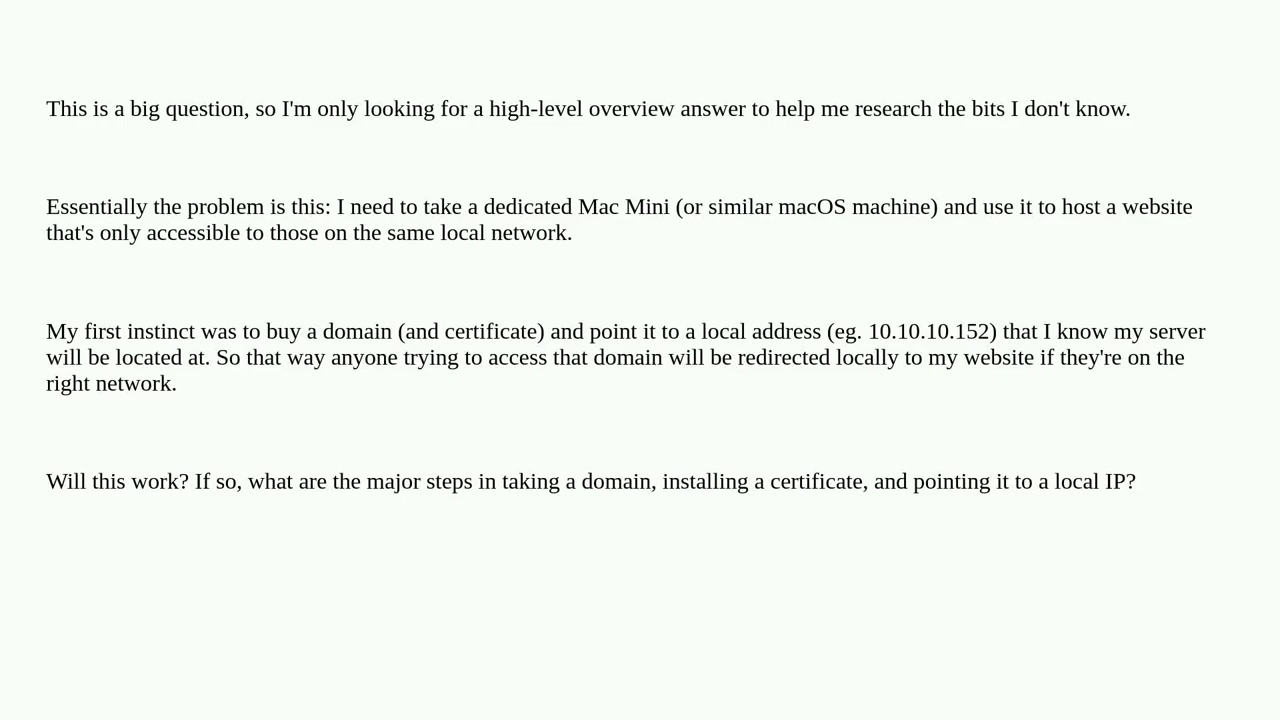 This is a big question, so I'm only looking for a high-level overview answer to help me research the bits I don't know.
Essentially the problem is this: I need to take a dedicated Mac Mini (or similar macOS machine) and use it to host a website
that's only accessible to those on the same local network.
My first instinct was to buy a domain (and certificate) and point it to a local address (eg. 10.10.10.152) that I know my server
will be located at. So that way anyone trying to access that domain will be redirected locally to my website if they're on the
right network.
Will this work? If so, what are the major steps in taking a domain, installing a certificate, and pointing it to a local IP?